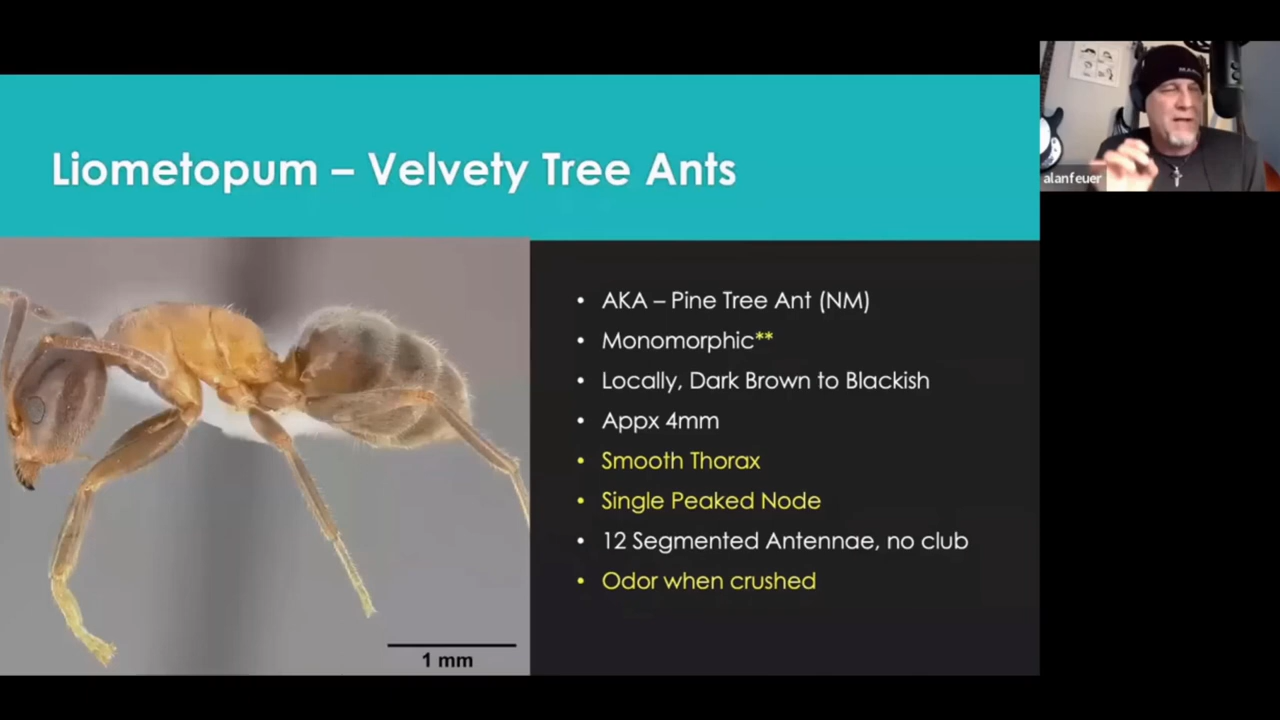 Liometopum – Velvety Tree Ants
• AKA – Pine Tree Ant (NM)
• Monomorphic**
• Locally, Dark Brown to Blackish
• Appx 4mm
• Smooth Thorax
• Single Peaked Node
• 12 Segmented Antennae, no club
• Odor when crushed
1 mm
alanfeuer